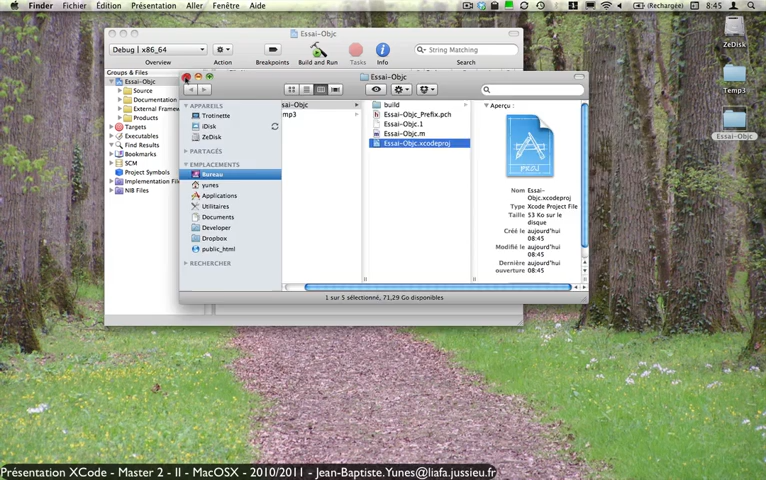 Finder Fichier Édition Présentation Aller Fenêtre Aide (Rechargée) 8:45
Essai-Objc
Debug | x86_64
String Matching
Overview Action Breakpoints Build and Run Tasks Info Search
Groups & Files
Essai-Objc
Source
Documentation
External Framew
Products
Targets
Executables
Find Results
Bookmarks
SCM
Project Symbols
Implementation File
NIB Files
Essai-Objc
APPAREILS
Trottinette
iDisk
ZeDisk
PARTAGÉS
EMPLACEMENTS
Bureau
yunes
Applications
Utilitaires
Documents
Developer
Dropbox
public_html
RECHERCHER
sai-Objc
mp3
build
Essai-Objc_Prefix.pch
Essai-Objc.1
Essai-Objc.m
Essai-Objc.xcodeproj
Aperçu :
PROJ
Nom Essai-Objc.xcodeproj
Type Xcode Project File
Taille 53 Ko sur le disque
Créé le aujourd'hui 08:45
Modifié le aujourd'hui 08:45
Dernière ouverture aujourd'hui 08:45
1 sur 5 sélectionné, 71,29 Go disponibles
ZeDisk
Temp3
Essai-Objc
Présentation XCode - Master 2 - II - MacOSX - 2010/2011 - Jean-Baptiste.Yunes@liafa.jussieu.fr